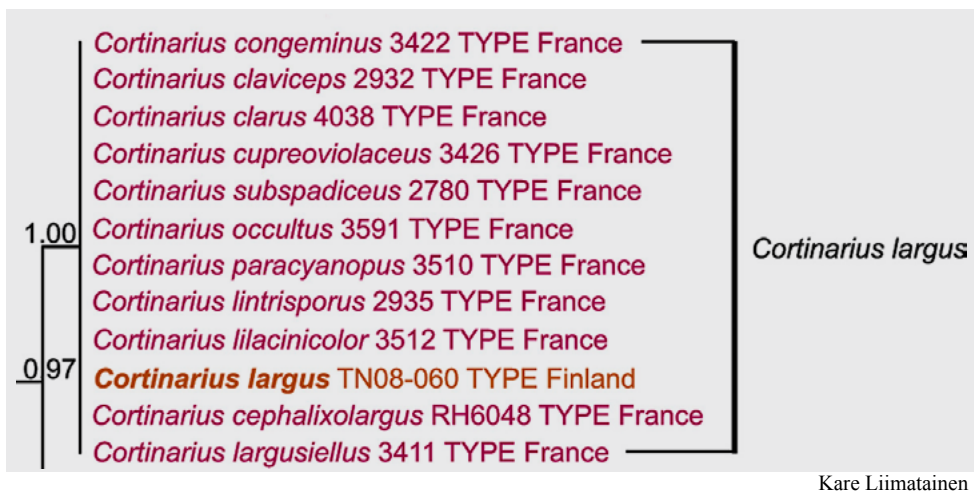 Cortinarius congeminus 3422 TYPE France
Cortinarius claviceps 2932 TYPE France
Cortinarius clarus 4038 TYPE France
Cortinarius cupreoviolaceus 3426 TYPE France
Cortinarius subspadiceus 2780 TYPE France
1.00
Cortinarius occultus 3591 TYPE France
Cortinarius largus
Cortinarius paracyanopus 3510 TYPE France
Cortinarius lintrisporus 2935 TYPE France
Cortinarius lilacinicolor 3512 TYPE France
0.97
Cortinarius largus TN08-060 TYPE Finland
Cortinarius cephalixolargus RH6048 TYPE France
Cortinarius largusiellus 3411 TYPE France
Kare Liimatainen